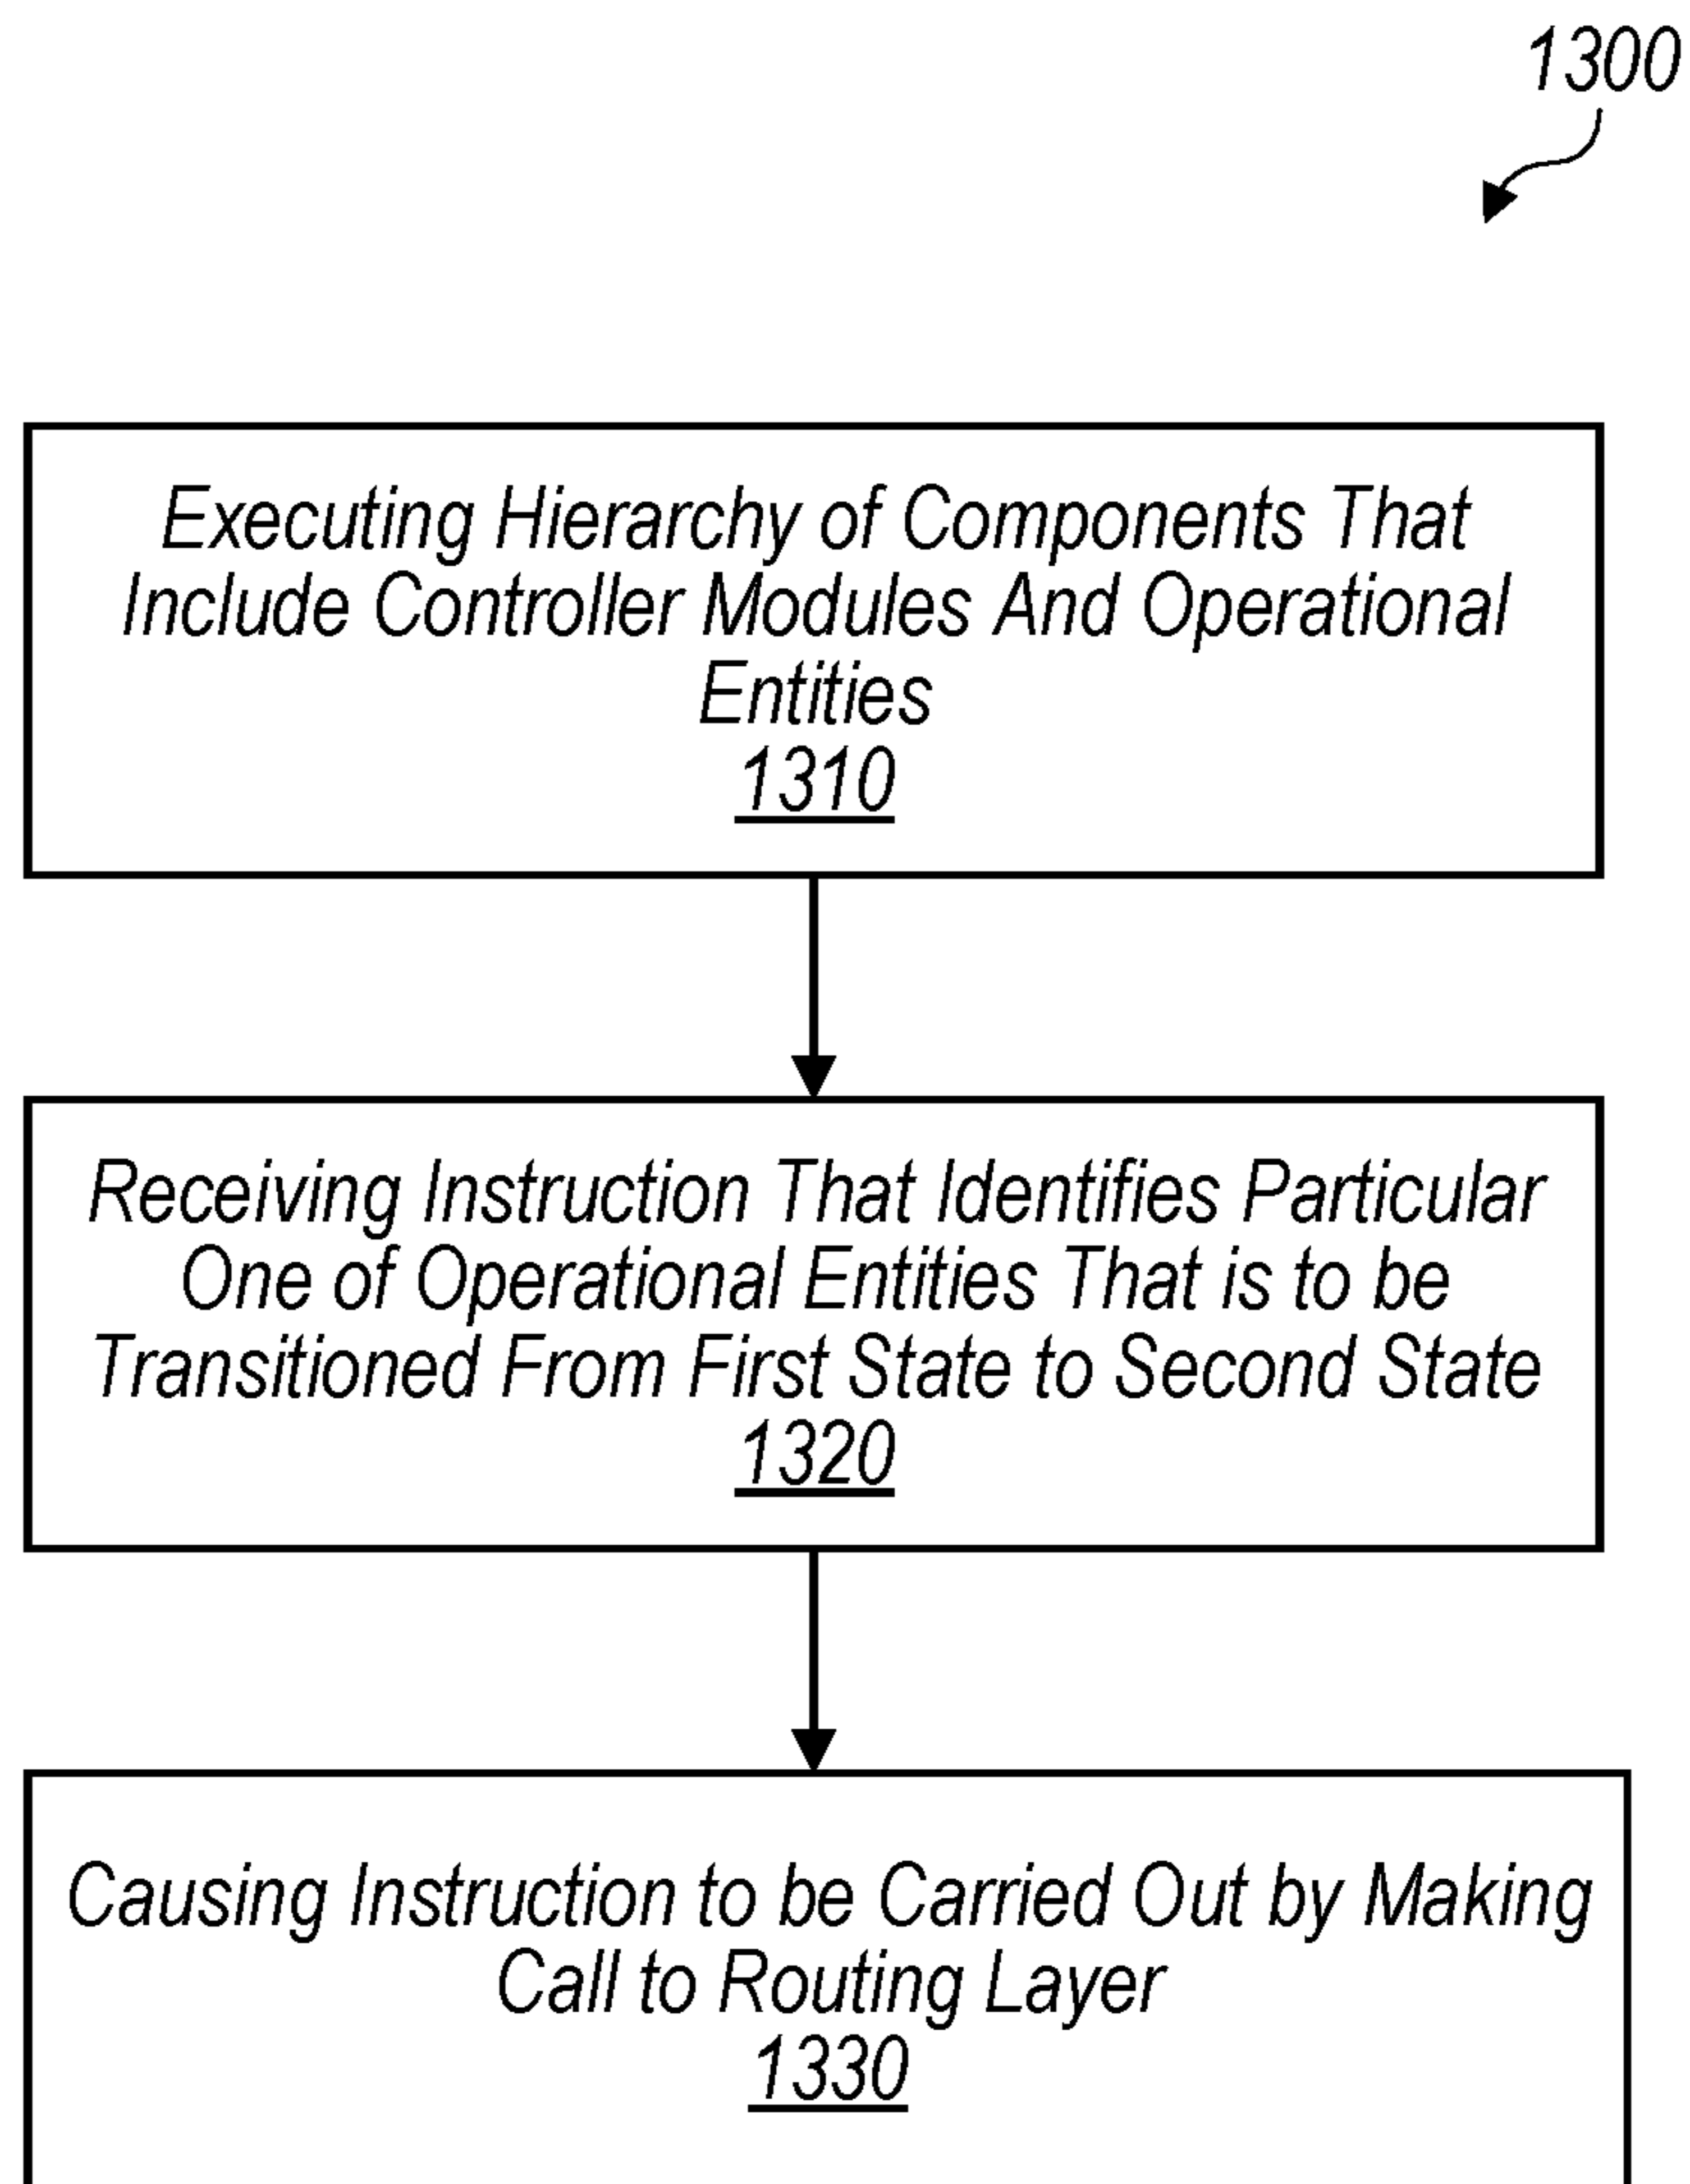 1300
Executing Hierarchy of Components That
Include Controller Modules And Operational
Entities
1310
Receiving Instruction That Identifies Particular
One of Operational Entities That is to be
Transitioned From First State to Second State
1320
Causing Instruction to be Carried Out by Making
Call to Routing Layer
1330